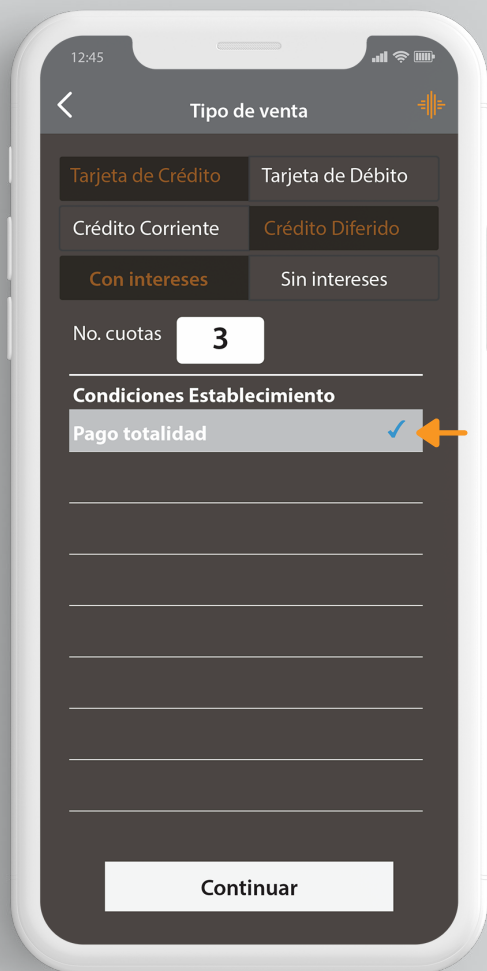 12:45
Tipo de venta
Tarjeta de Crédito Tarjeta de Débito
Crédito Corriente Crédito Diferido
Con intereses Sin intereses
No. cuotas 3
Condiciones Establecimiento
Pago totalidad
Continuar